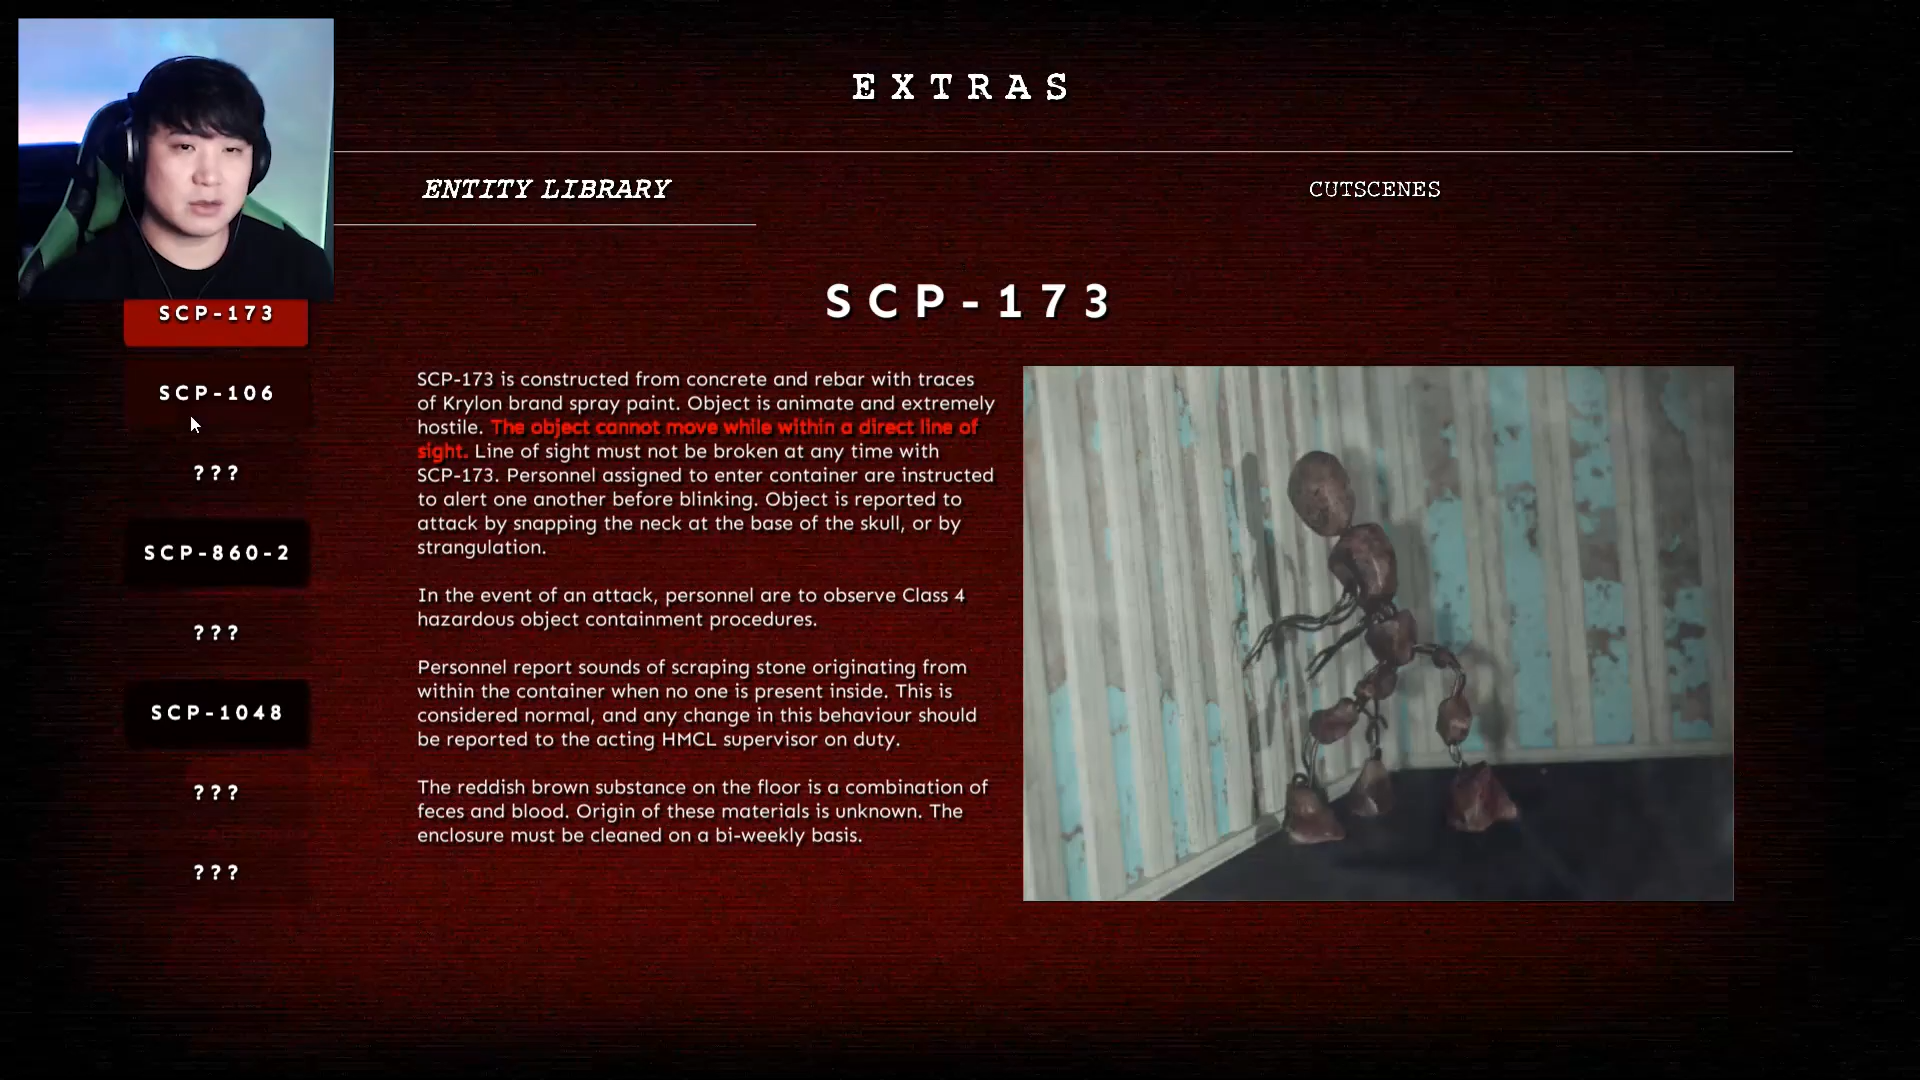 EXTRAS
ENTITY LIBRARY
CUTSCENES
SCP-173
SCP-106
???
SCP-860-2
???
SCP-1048
???
???
SCP-173
SCP-173 is constructed from concrete and rebar with traces
of Krylon brand spray paint. Object is animate and extremely
hostile. The object cannot move while within a direct line of
sight. Line of sight must not be broken at any time with
SCP-173. Personnel assigned to enter container are instructed
to alert one another before blinking. Object is reported to
attack by snapping the neck at the base of the skull, or by
strangulation.
In the event of an attack, personnel are to observe Class 4
hazardous object containment procedures.
Personnel report sounds of scraping stone originating from
within the container when no one is present inside. This is
considered normal, and any change in this behaviour should
be reported to the acting HMCL supervisor on duty.
The reddish brown substance on the floor is a combination of
feces and blood. Origin of these materials is unknown. The
enclosure must be cleaned on a bi-weekly basis.